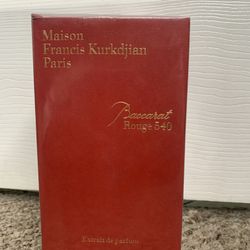 Maison
Francis Kurkdjian
Paris
Baccarat
Rouge 540
Extrait de parfum